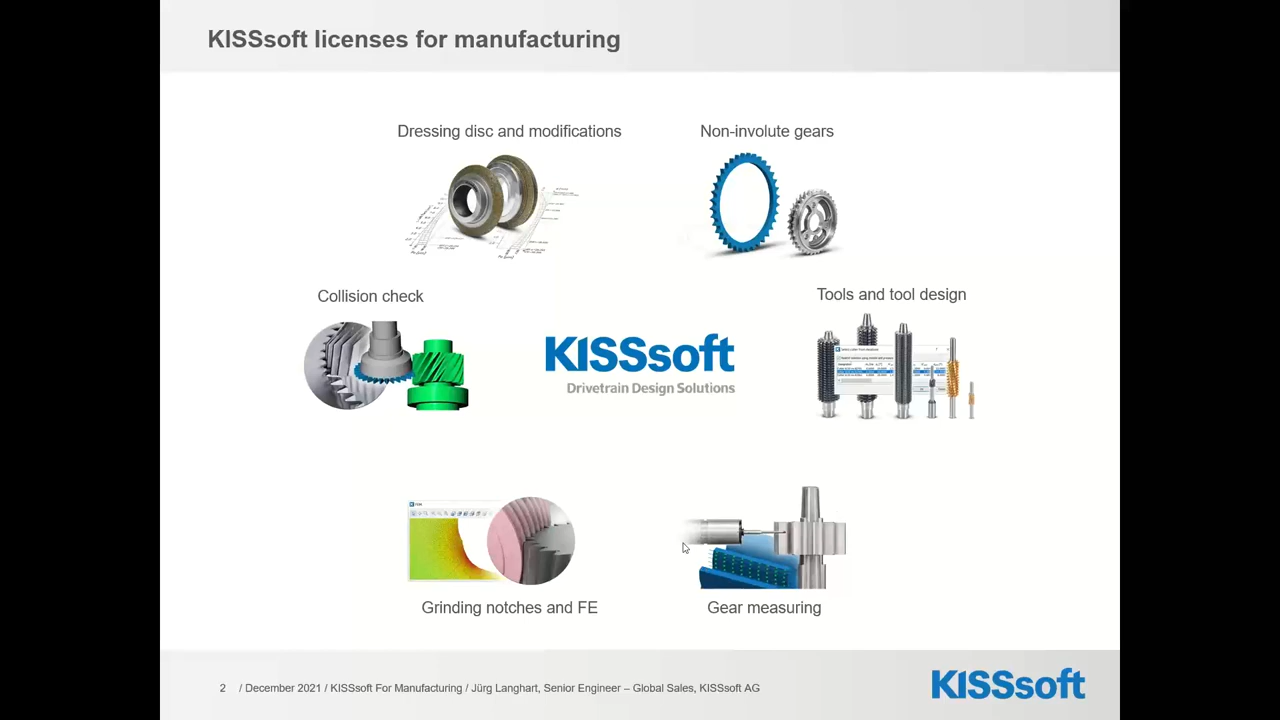 KISSsoft licenses for manufacturing
Dressing disc and modifications
Non-involute gears
Collision check
Tools and tool design
KISSsoft
Drivetrain Design Solutions
Grinding notches and FE
Gear measuring
2 / December 2021 / KISSsoft For Manufacturing / Jürg Langhart, Senior Engineer – Global Sales, KISSsoft AG
KISSsoft